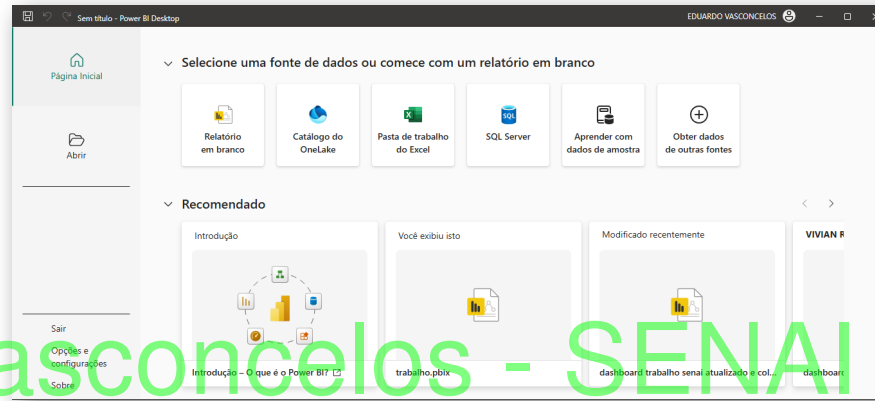 Sem título - Power BI Desktop
EDUARDO VASCONCELOS
Página Inicial
Abrir
Selecione uma fonte de dados ou comece com um relatório em branco
Relatório
em branco
Catálogo do
OneLake
Pasta de trabalho
do Excel
SQL
SQL Server
Aprender com
dados de amostra
Obter dados
de outras fontes
Recomendado
Introdução
Introdução – O que é o Power BI?
Você exibiu isto
trabalho.pbix
Modificado recentemente
dashboard trabalho senai atualizado e col...
VIVIAN R
dashboard
Sair
Opções e
configurações
Sobre
asconcelos - SENAI